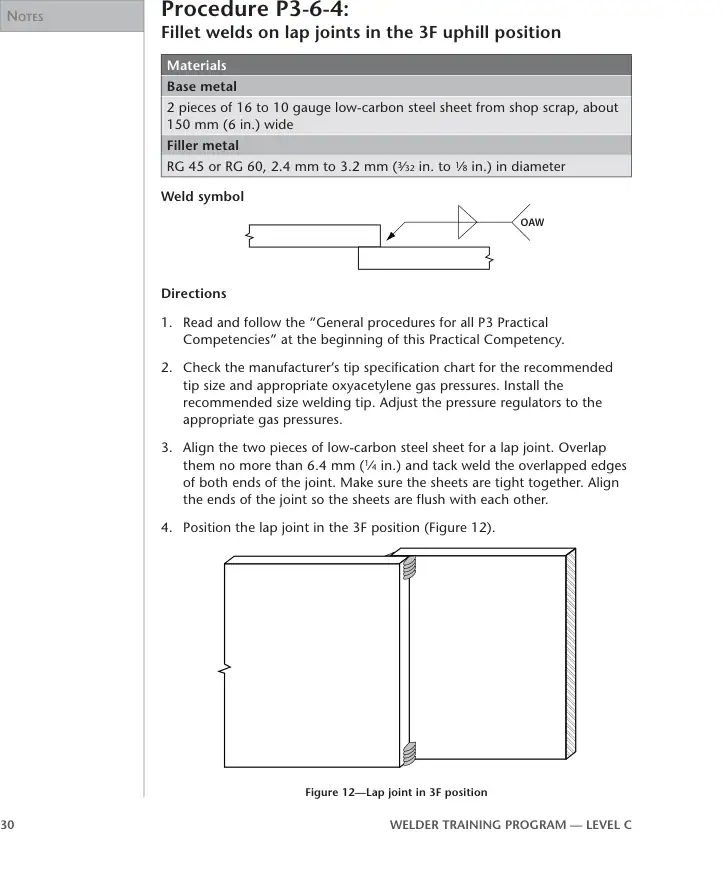 NOTES
Procedure P3-6-4:
Fillet welds on lap joints in the 3F uphill position
Materials
Base metal
2 pieces of 16 to 10 gauge low-carbon steel sheet from shop scrap, about
150 mm (6 in.) wide
Filler metal
RG 45 or RG 60, 2.4 mm to 3.2 mm (3⁄32 in. to 1⁄8 in.) in diameter
Weld symbol
OAW
Directions
1. Read and follow the “General procedures for all P3 Practical
Competencies” at the beginning of this Practical Competency.
2. Check the manufacturer’s tip specification chart for the recommended
tip size and appropriate oxyacetylene gas pressures. Install the
recommended size welding tip. Adjust the pressure regulators to the
appropriate gas pressures.
3. Align the two pieces of low-carbon steel sheet for a lap joint. Overlap
them no more than 6.4 mm (1⁄4 in.) and tack weld the overlapped edges
of both ends of the joint. Make sure the sheets are tight together. Align
the ends of the joint so the sheets are flush with each other.
4. Position the lap joint in the 3F position (Figure 12).
Figure 12—Lap joint in 3F position
30
WELDER TRAINING PROGRAM — LEVEL C